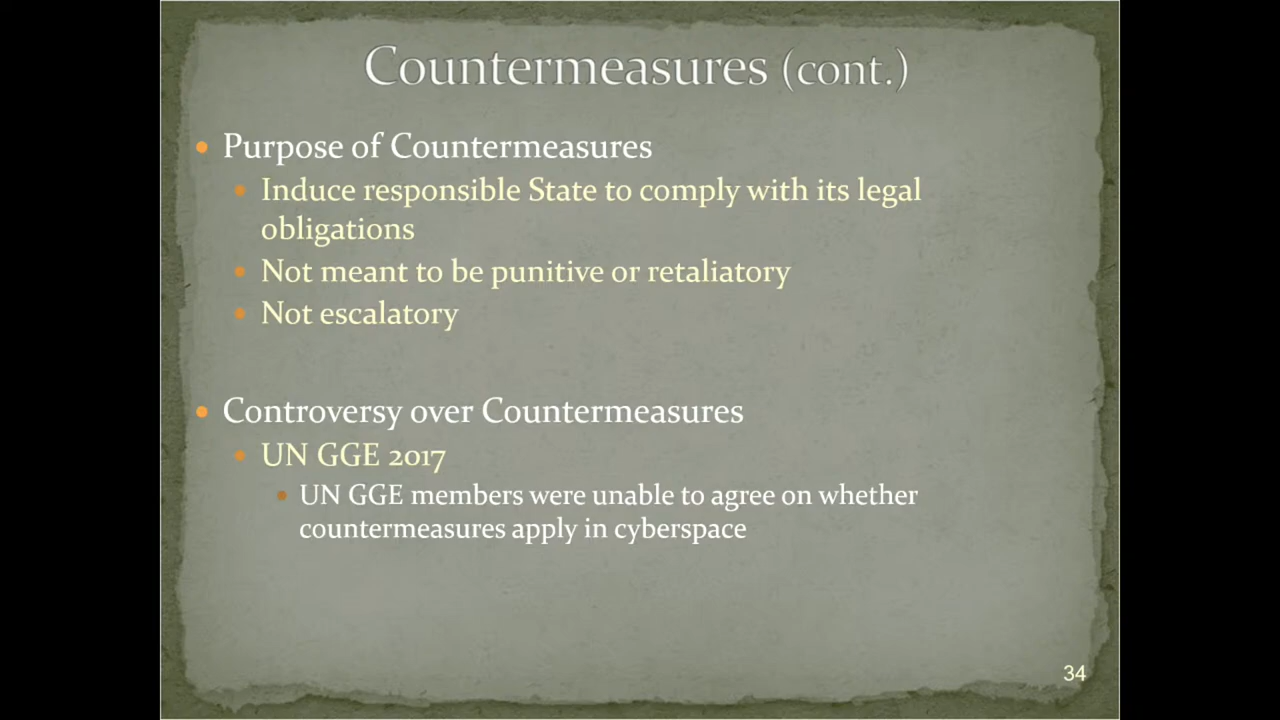 Countermeasures (cont.)
• Purpose of Countermeasures
• Induce responsible State to comply with its legal
obligations
• Not meant to be punitive or retaliatory
• Not escalatory
• Controversy over Countermeasures
• UN GGE 2017
• UN GGE members were unable to agree on whether
countermeasures apply in cyberspace
34